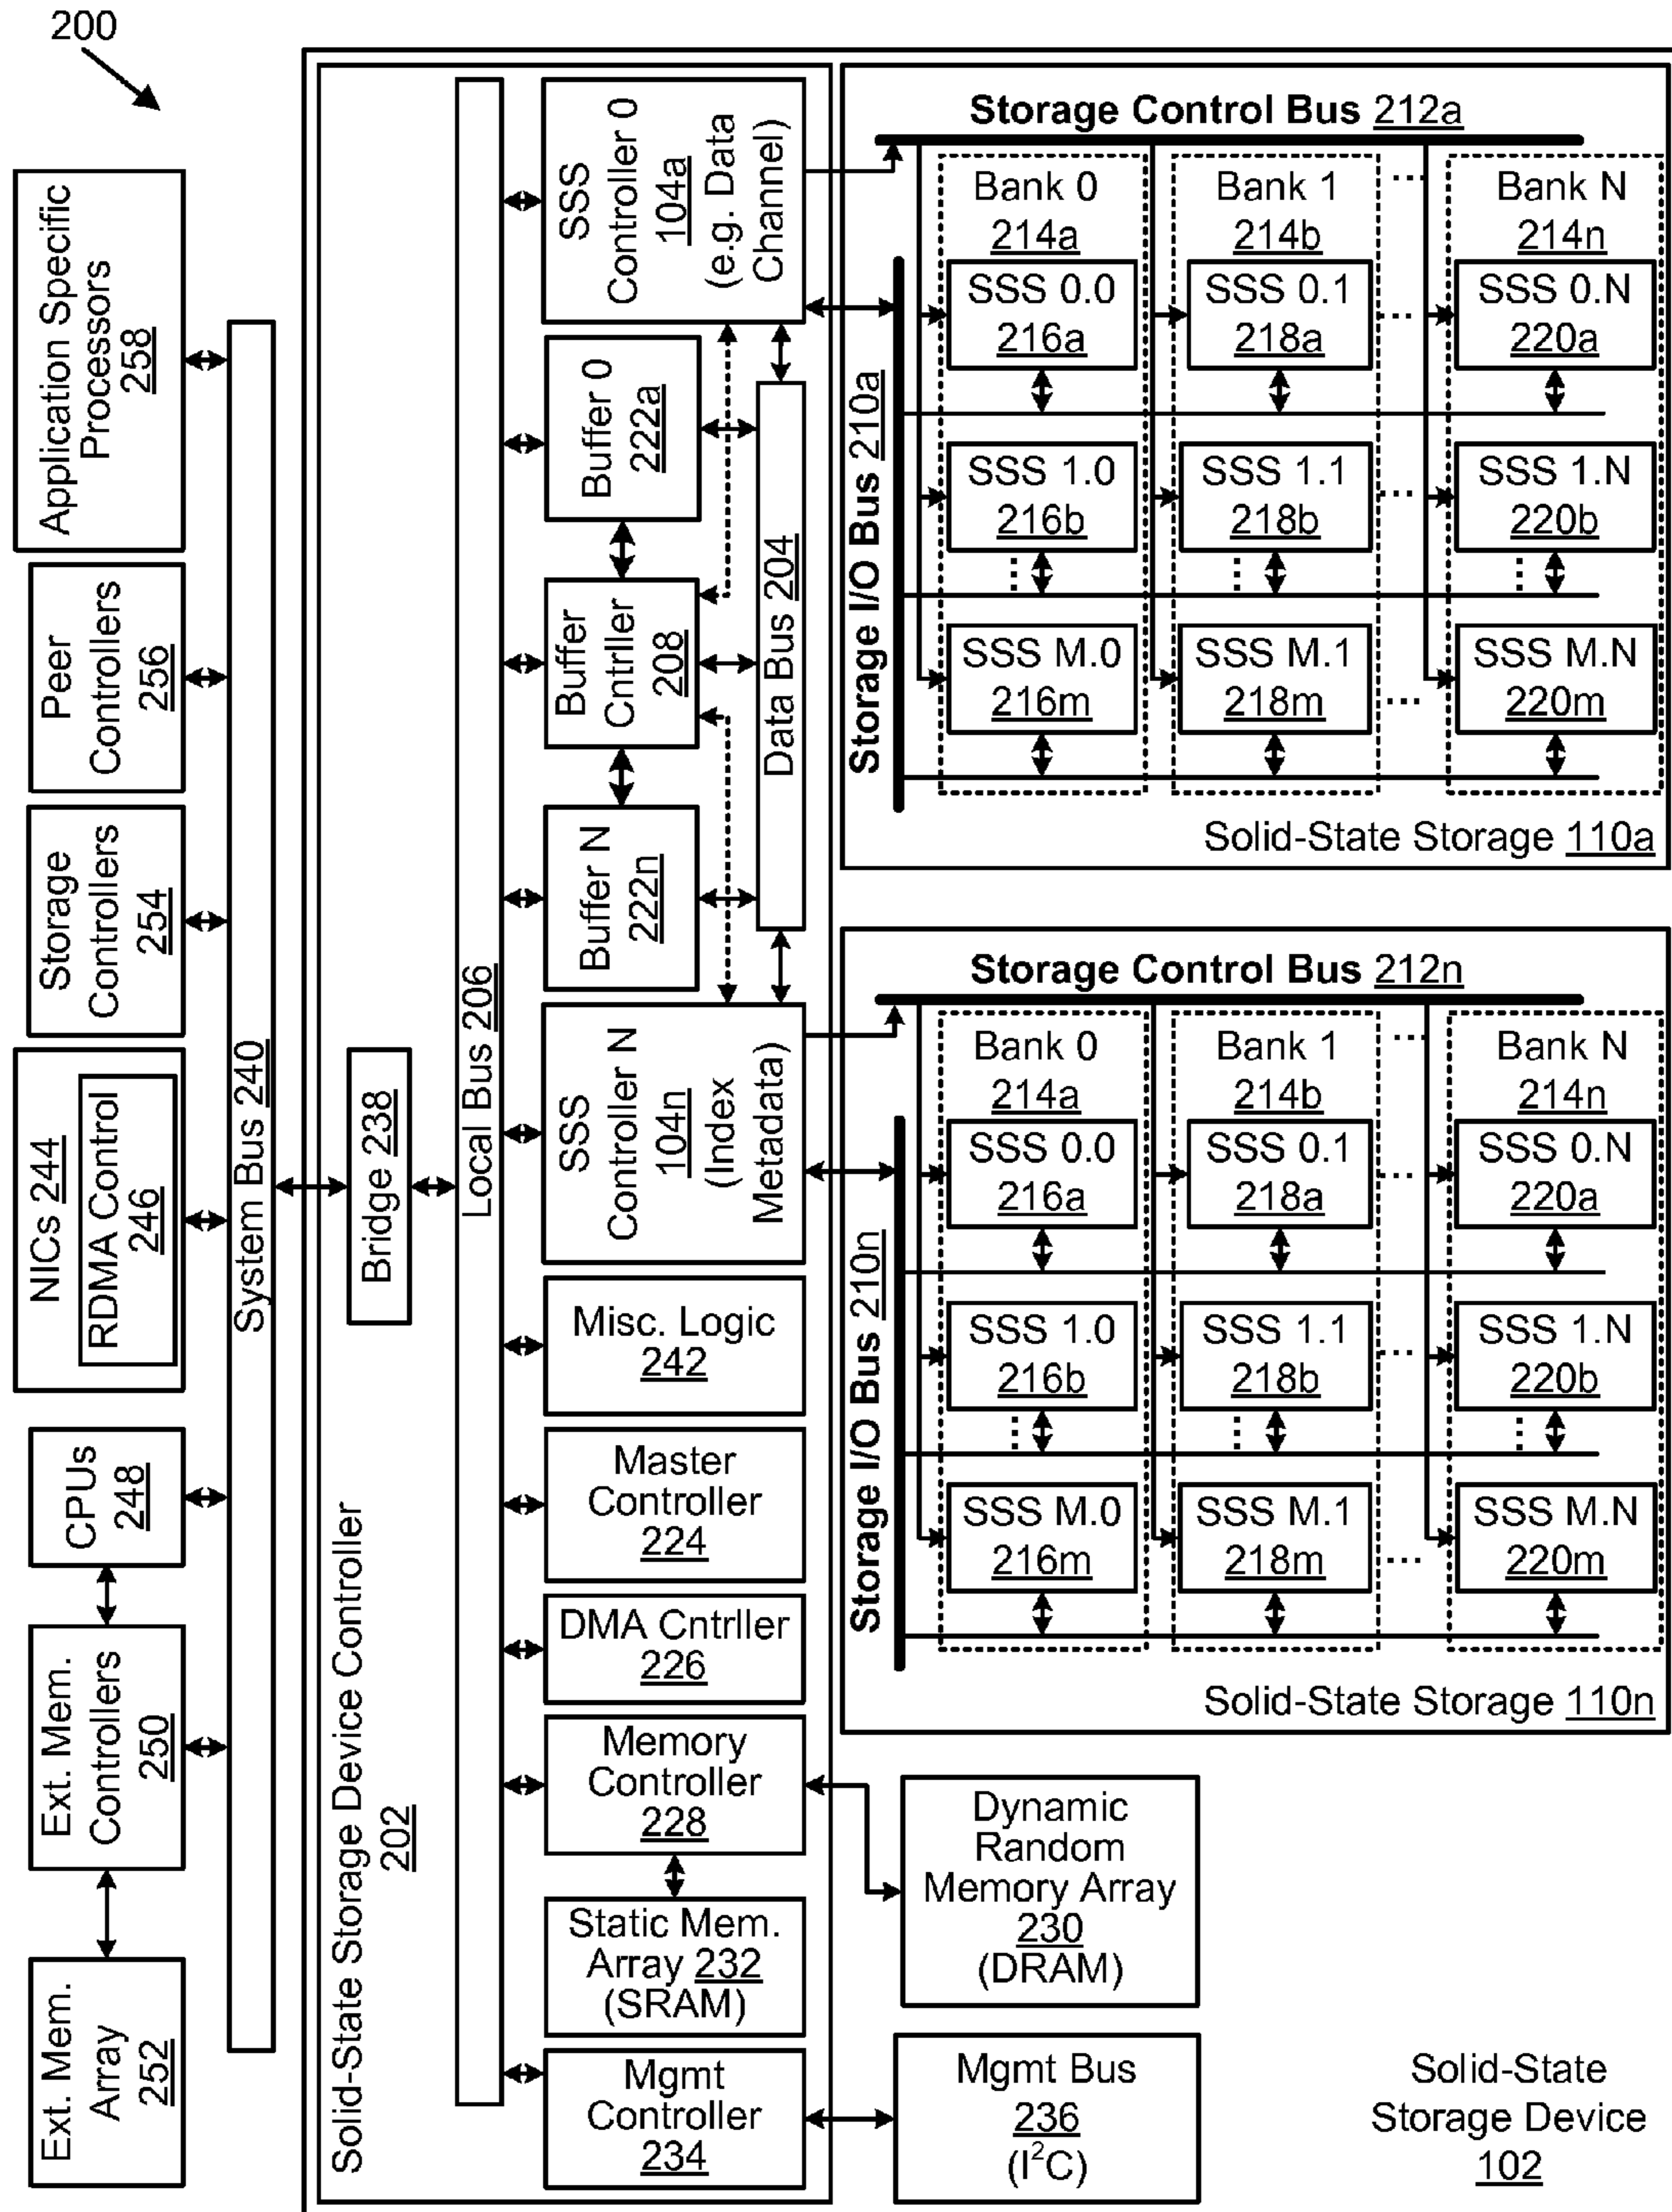 200
Application Specific
Processors
258
Peer
Controllers
256
Storage
Controllers
254
NICs 244
RDMA Control
246
CPUs
248
Ext. Mem.
Controllers
250
Ext. Mem.
Array
252
System Bus 240
Solid-State Storage Device Controller
202
Bridge 238
Local Bus 206
SSS
Controller 0
104a
(e.g. Data
Channel)
Buffer 0
222a
Buffer
Cntrller
208
Buffer N
222n
Data Bus 204
SSS
Controller N
104n
(Index
Metadata)
Misc. Logic
242
Master
Controller
224
DMA Cntrller
226
Memory
Controller
228
Static Mem.
Array 232
(SRAM)
Mgmt
Controller
234
Storage Control Bus 212a
Storage I/O Bus 210a
Bank 0
214a
Bank 1
214b
...
Bank N
214n
SSS 0.0
216a
SSS 0.1
218a
...
SSS 0.N
220a
SSS 1.0
216b
SSS 1.1
218b
...
SSS 1.N
220b
SSS M.0
216m
SSS M.1
218m
...
SSS M.N
220m
Solid-State Storage 110a
Storage Control Bus 212n
Storage I/O Bus 210n
Bank 0
214a
Bank 1
214b
...
Bank N
214n
SSS 0.0
216a
SSS 0.1
218a
...
SSS 0.N
220a
SSS 1.0
216b
SSS 1.1
218b
...
SSS 1.N
220b
SSS M.0
216m
SSS M.1
218m
...
SSS M.N
220m
Solid-State Storage 110n
Dynamic
Random
Memory Array
230
(DRAM)
Mgmt Bus
236
(I²C)
Solid-State
Storage Device
102